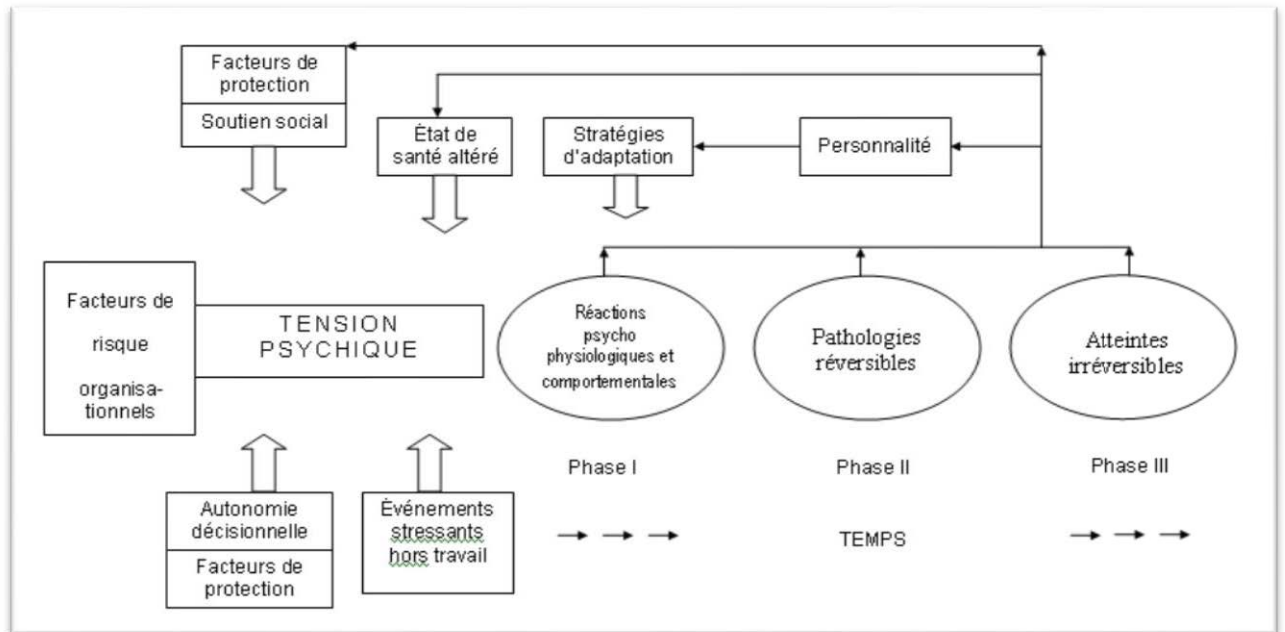 Facteurs de
protection
Soutien social
État de
santé altéré
Stratégies
d'adaptation
Personnalité
Facteurs de
risque
organisa-
tionnels
TENSION
PSYCHIQUE
Réactions
psycho
physiologiques et
comportementales
Pathologies
réversibles
Atteintes
irréversibles
Phase I
Phase II
Phase III
Autonomie
décisionnelle
Facteurs de
protection
Événements
stressants
hors travail
TEMPS